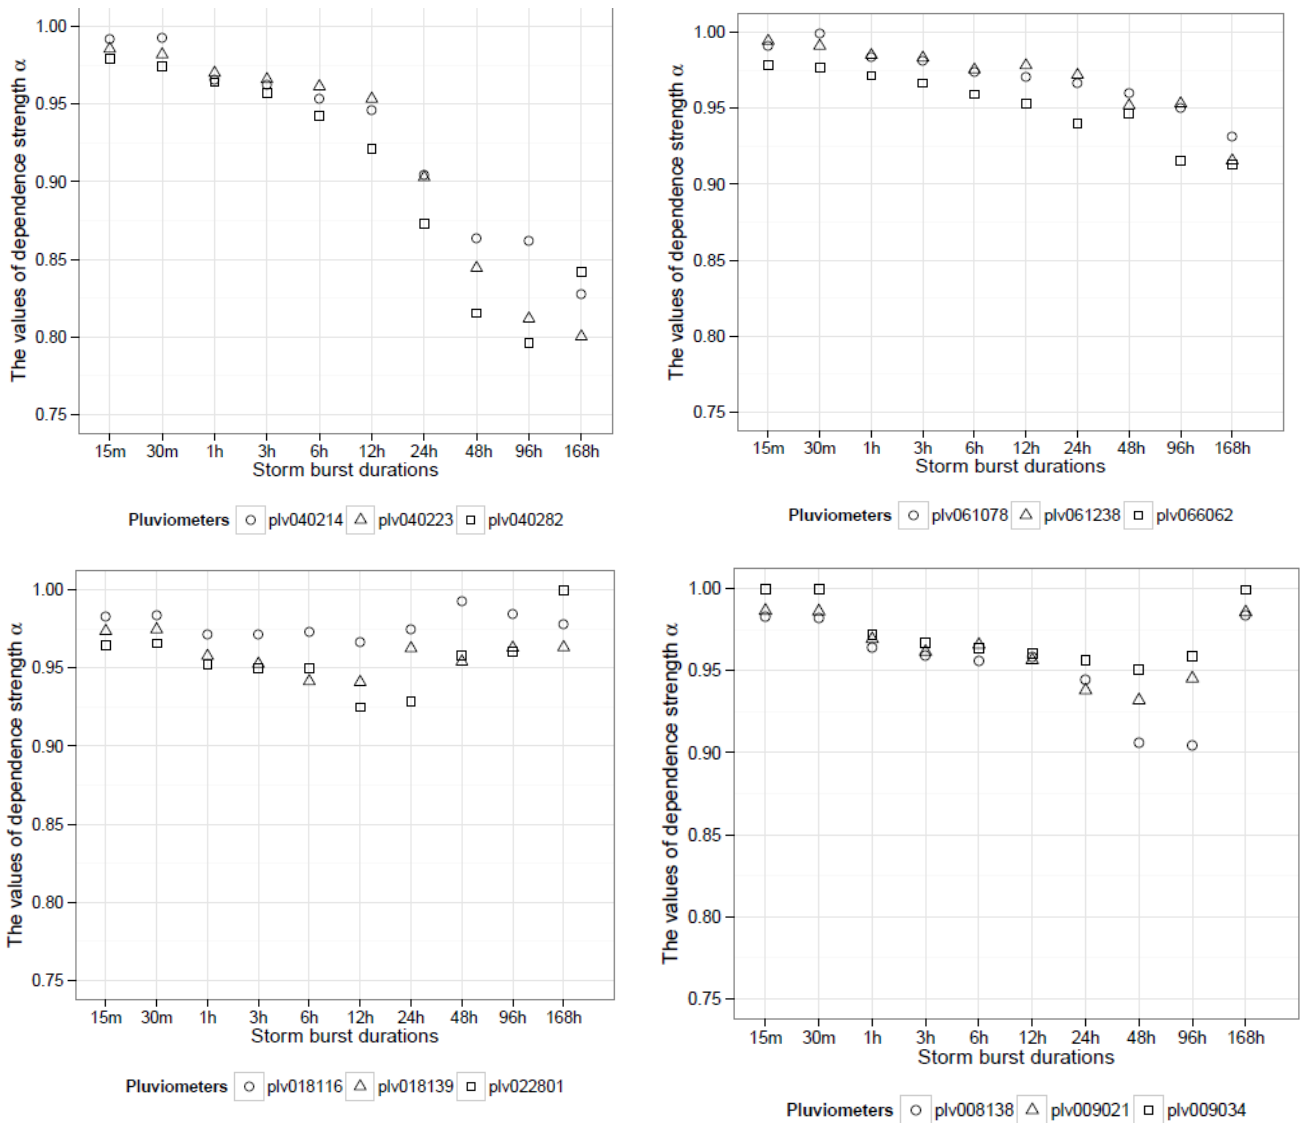 The values of dependence strength α
1.00
0.95
0.90
0.85
0.80
0.75
15m 30m 1h 3h 6h 12h 24h 48h 96h 168h
Storm burst durations
Pluviometers plv040214 plv040223 plv040282
The values of dependence strength α
1.00
0.95
0.90
0.85
0.80
0.75
15m 30m 1h 3h 6h 12h 24h 48h 96h 168h
Storm burst durations
Pluviometers plv061078 plv061238 plv066062
The values of dependence strength α
1.00
0.95
0.90
0.85
0.80
0.75
15m 30m 1h 3h 6h 12h 24h 48h 96h 168h
Storm burst durations
Pluviometers plv018116 plv018139 plv022801
The values of dependence strength α
1.00
0.95
0.90
0.85
0.80
0.75
15m 30m 1h 3h 6h 12h 24h 48h 96h 168h
Storm burst durations
Pluviometers plv008138 plv009021 plv009034